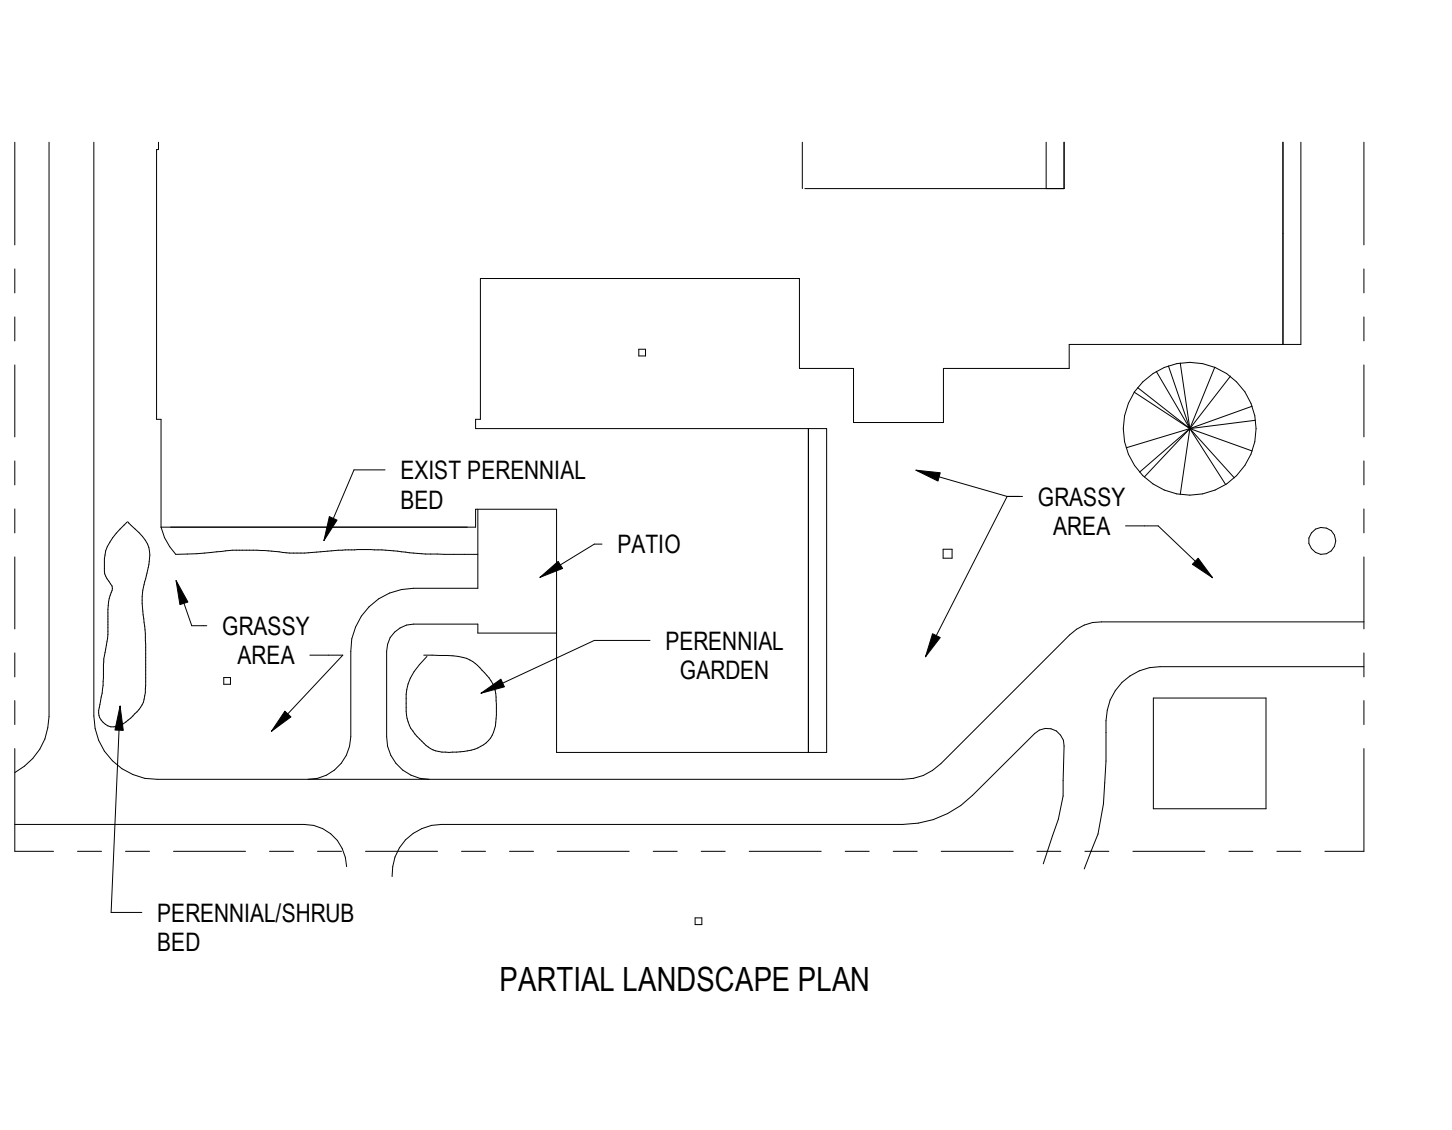 EXIST PERENNIAL
BED
GRASSY
AREA
PATIO
GRASSY
AREA
PERENNIAL
GARDEN
PERENNIAL/SHRUB
BED
PARTIAL LANDSCAPE PLAN